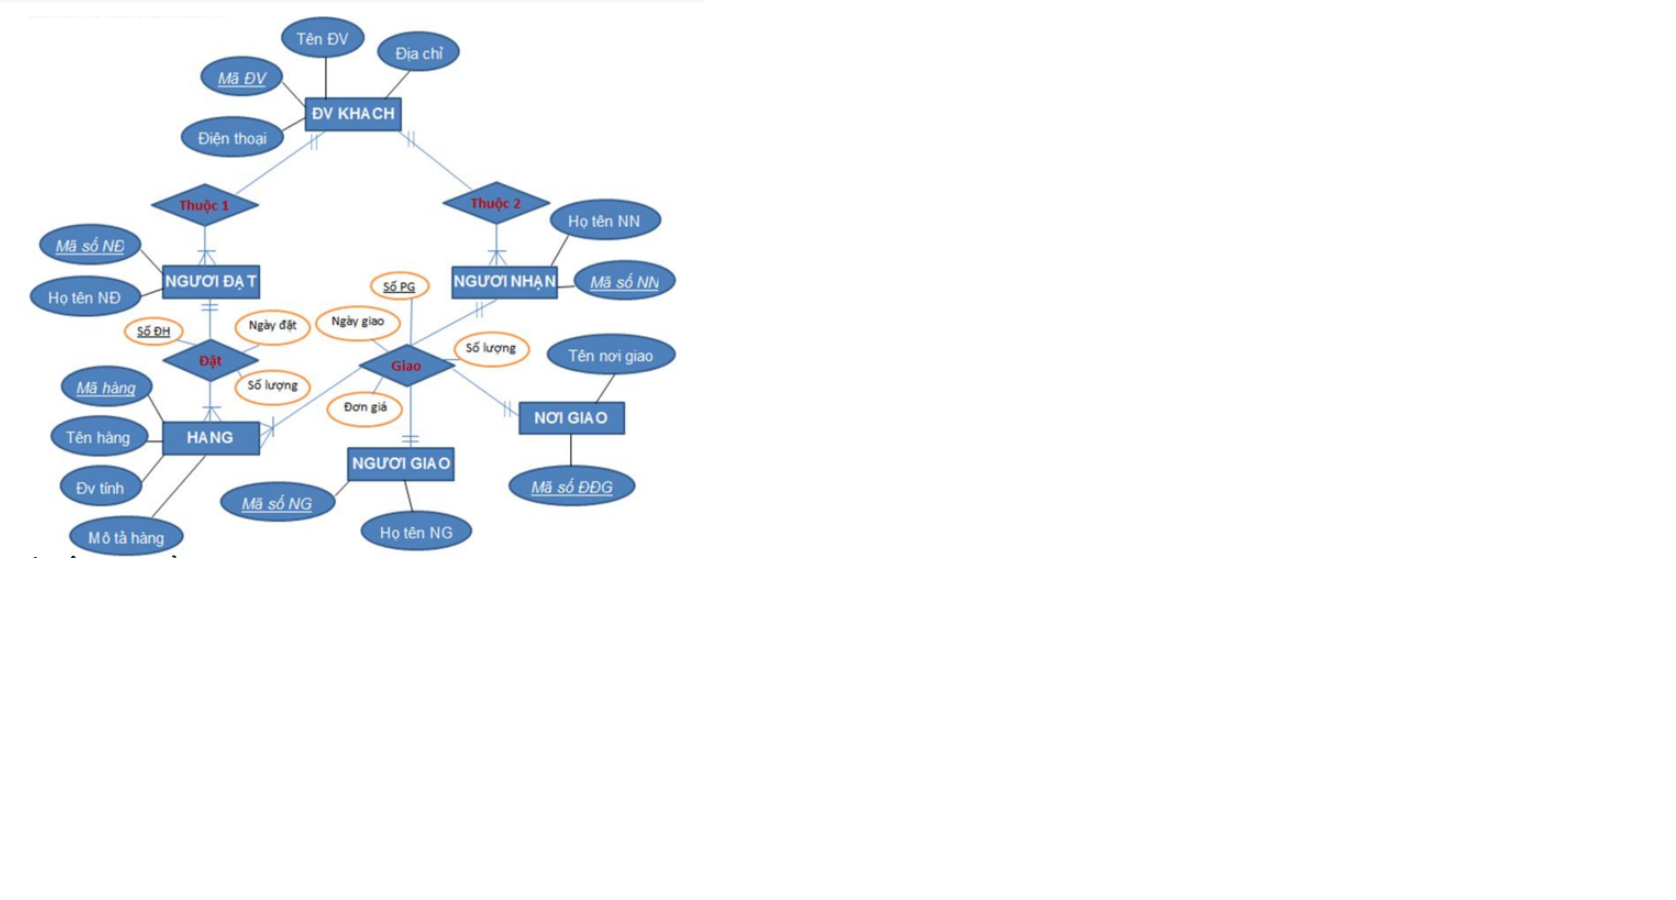 Tên ĐV
Địa chỉ
Mã ĐV
ĐV KHACH
Điện thoại
Thuộc 1
Thuộc 2
Họ tên NN
Mã số NĐ
NGƯƠI ĐẠT
Số PG
NGƯƠI NHẠN
Mã số NN
Họ tên NĐ
Số ĐH
Ngày đặt
Ngày giao
Số lượng
Tên nơi giao
Đặt
Giao
Mã hàng
Số lượng
Đơn giá
NƠI GIAO
Tên hàng
HANG
NGƯƠI GIAO
Đv tính
Mã số NG
Mã số ĐĐG
Mô tả hàng
Họ tên NG